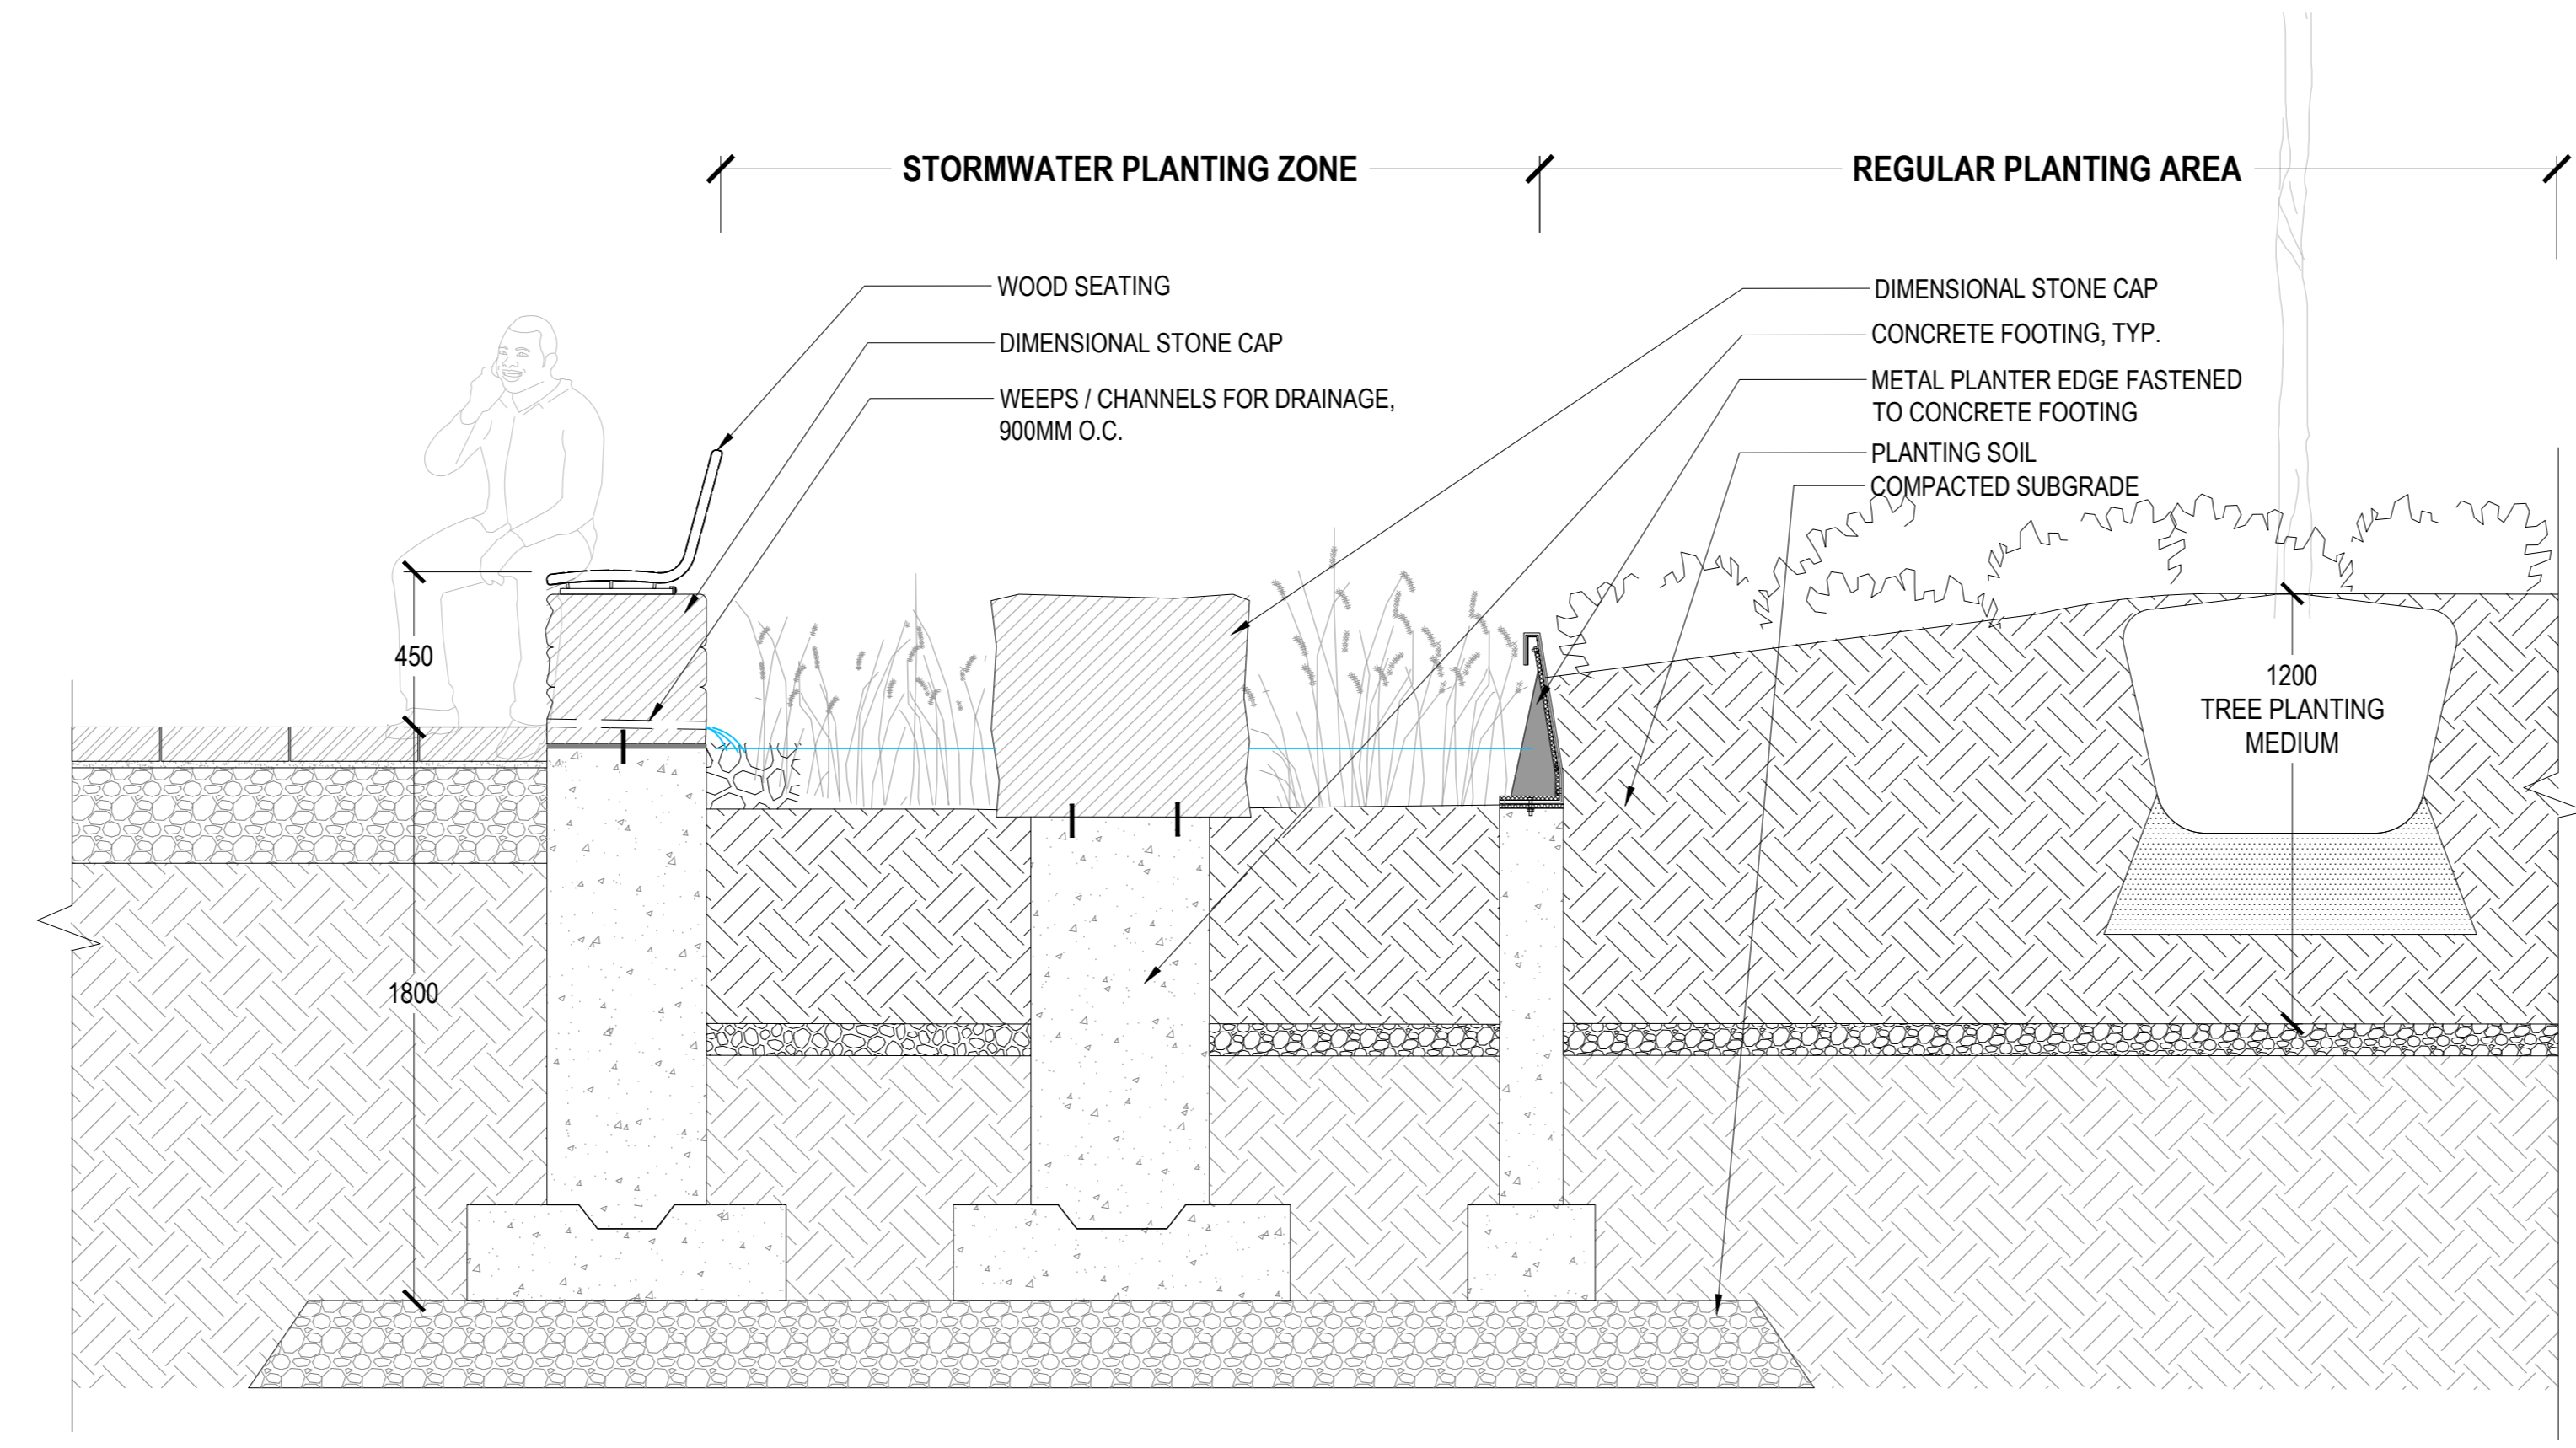 STORMWATER PLANTING ZONE
REGULAR PLANTING AREA
WOOD SEATING
DIMENSIONAL STONE CAP
WEEPS / CHANNELS FOR DRAINAGE,
900MM O.C.
DIMENSIONAL STONE CAP
CONCRETE FOOTING, TYP.
METAL PLANTER EDGE FASTENED
TO CONCRETE FOOTING
PLANTING SOIL
COMPACTED SUBGRADE
450
1800
1200
TREE PLANTING
MEDIUM